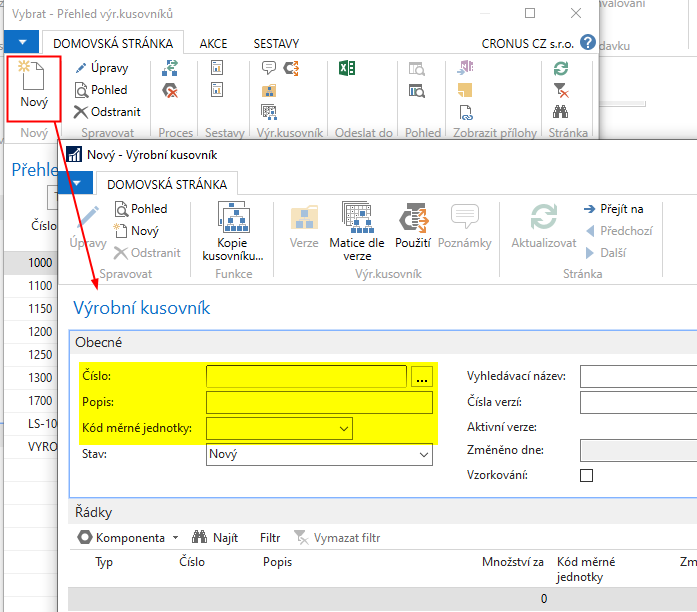 Vybrat - Přehled výr.kusovníků
DOMOVSKÁ STRÁNKA AKCE SESTAVY CRONUS CZ s.r.o.
Nový
Úpravy
Pohled
Odstranit
Nový Spravovat Proces Sestavy Výr.kusovník Odeslat do Pohled Zobrazit přílohy Stránka
Číslo
1000
1100
1150
1200
1250
1300
1700
LS-10
VYRO
Nový - Výrobní kusovník
DOMOVSKÁ STRÁNKA
Úpravy
Pohled
Nový
Odstranit
Spravovat
Kopie
kusovníku...
Funkce
Verze
Matice dle
verze
Použití
Poznámky
Výr.kusovník
Aktualizovat
Přejít na
Předchozí
Další
Stránka
Výrobní kusovník
Obecné
Číslo: ...
Popis:
Kód měrné jednotky:
Stav: Nový
Vyhledávací název:
Čísla verzí:
Aktivní verze:
Změněno dne:
Vzorkování:
Řádky
Komponenta Najít Filtr Vymazat filtr
Typ Číslo Popis Množství za Kód měrné
jednotky
0